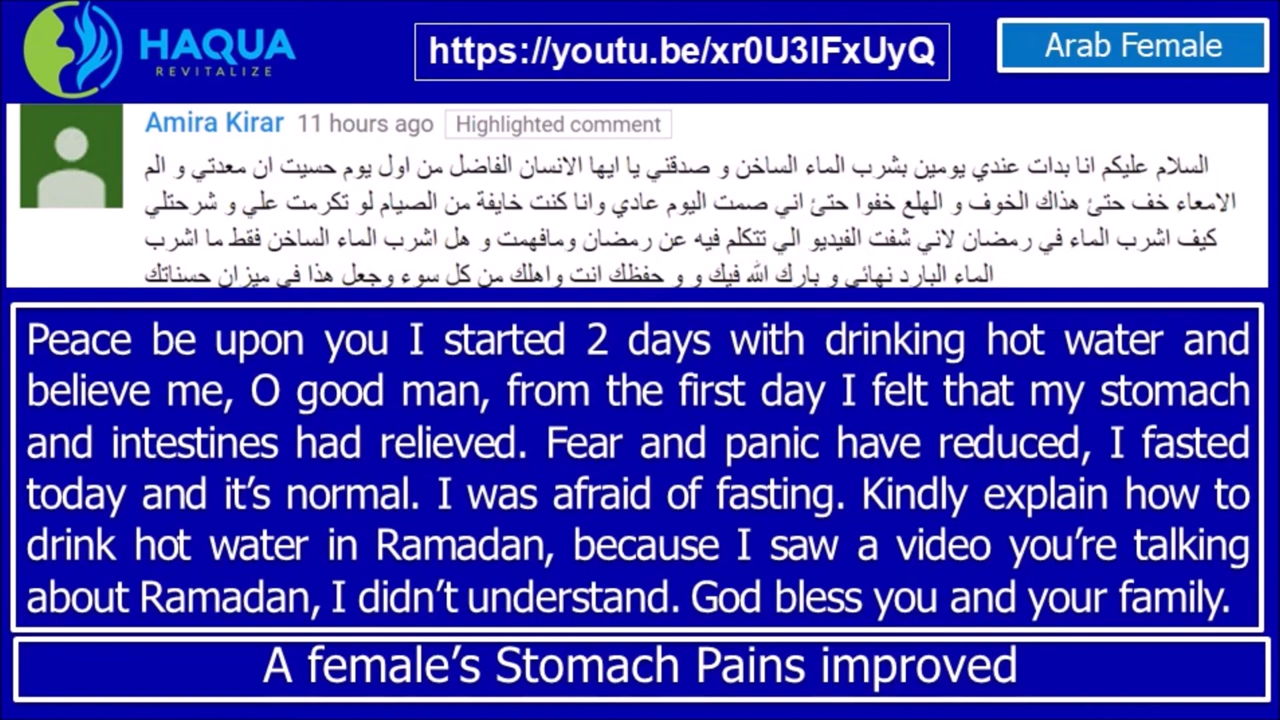 HAQUA
REVITALIZE
https://youtu.be/xr0U3IFxUyQ
Arab Female
Amira Kirar 11 hours ago Highlighted comment
السلام عليكم انا بدات عندي يومين بشرب الماء الساخن و صدقني يا ايها الانسان الفاضل من اول يوم حسيت ان معدتي و الم
الامعاء خف حتئ هذاك الخوف و الهلع خفوا حتئ اني صمت اليوم عادي وانا كنت خايفة من الصيام لو تكرمت علي و شرحتلي
كيف اشرب الماء في رمضان لاني شفت الفيديو الي تتكلم فيه عن رمضان ومافهمت و هل اشرب الماء الساخن فقط ما اشرب
الماء البارد نهائي و بارك الله فيك و و حفظك انت واهلك من كل سوء وجعل هذا في ميزان حسناتك
Peace be upon you I started 2 days with drinking hot water and
believe me, O good man, from the first day I felt that my stomach
and intestines had relieved. Fear and panic have reduced, I fasted
today and it’s normal. I was afraid of fasting. Kindly explain how to
drink hot water in Ramadan, because I saw a video you’re talking
about Ramadan, I didn’t understand. God bless you and your family.
A female’s Stomach Pains improved